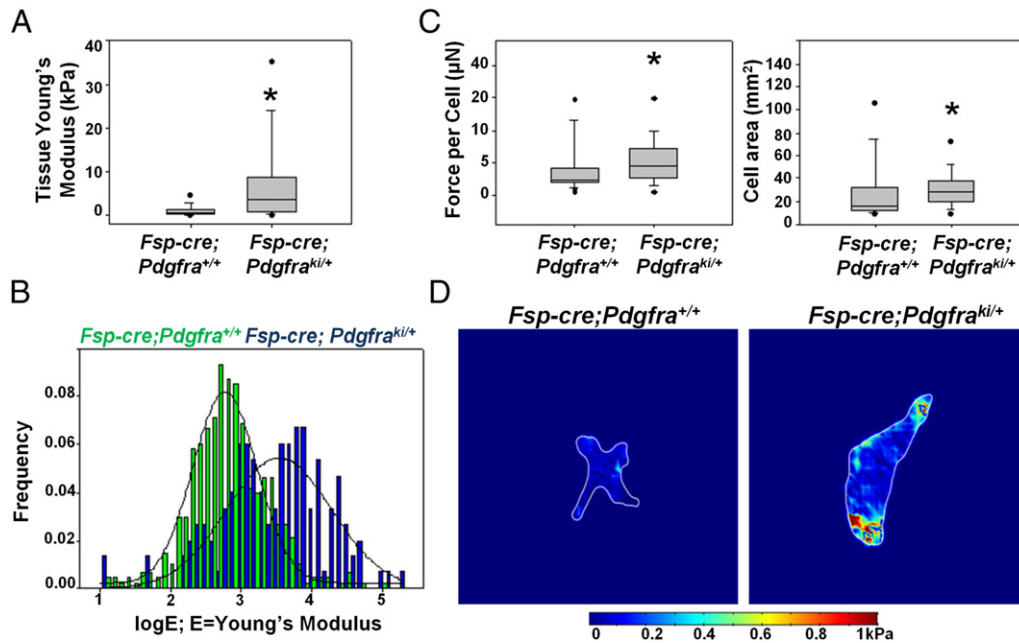 A
Tissue Young's
Modulus (kPa)
40
30
20
10
0
*
Fsp-cre;
Pdgfra+/+
Fsp-cre;
Pdgfraki/+
C
Force per Cell (µN)
40
20
10
5
0
*
Fsp-cre;
Pdgfra+/+
Fsp-cre;
Pdgfraki/+
Cell area (mm²)
140
120
100
80
60
40
20
0
*
Fsp-cre;
Pdgfra+/+
Fsp-cre;
Pdgfraki/+
B
Fsp-cre;Pdgfra+/+ Fsp-cre; Pdgfraki/+
Frequency
0.08
0.06
0.04
0.02
0.00
1 2 3 4 5
logE; E=Young's Modulus
D
Fsp-cre;Pdgfra+/+
Fsp-cre;Pdgfraki/+
0 0.2 0.4 0.6 0.8 1kPa